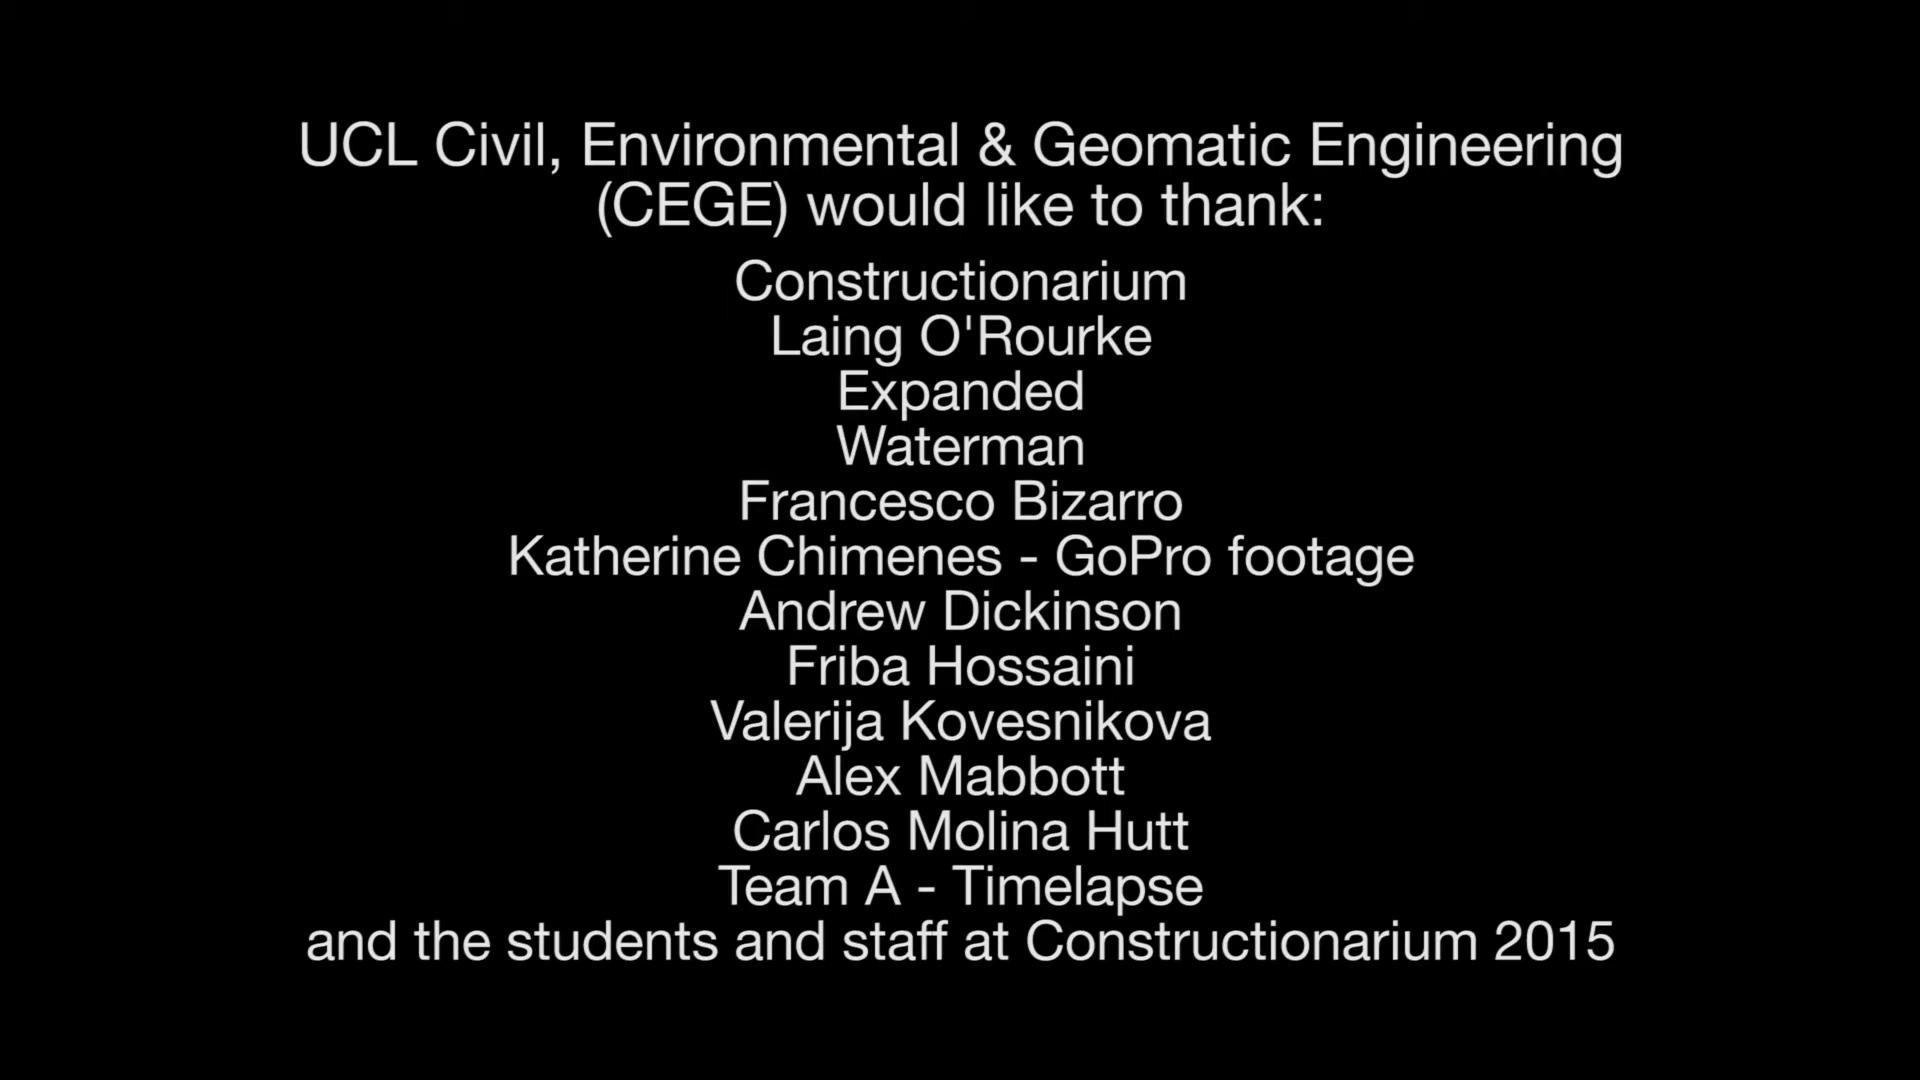 UCL Civil, Environmental & Geomatic Engineering
(CEGE) would like to thank:
Constructionarium
Laing O'Rourke
Expanded
Waterman
Francesco Bizarro
Katherine Chimenes - GoPro footage
Andrew Dickinson
Friba Hossaini
Valerija Kovesnikova
Alex Mabbott
Carlos Molina Hutt
Team A - Timelapse
and the students and staff at Constructionarium 2015